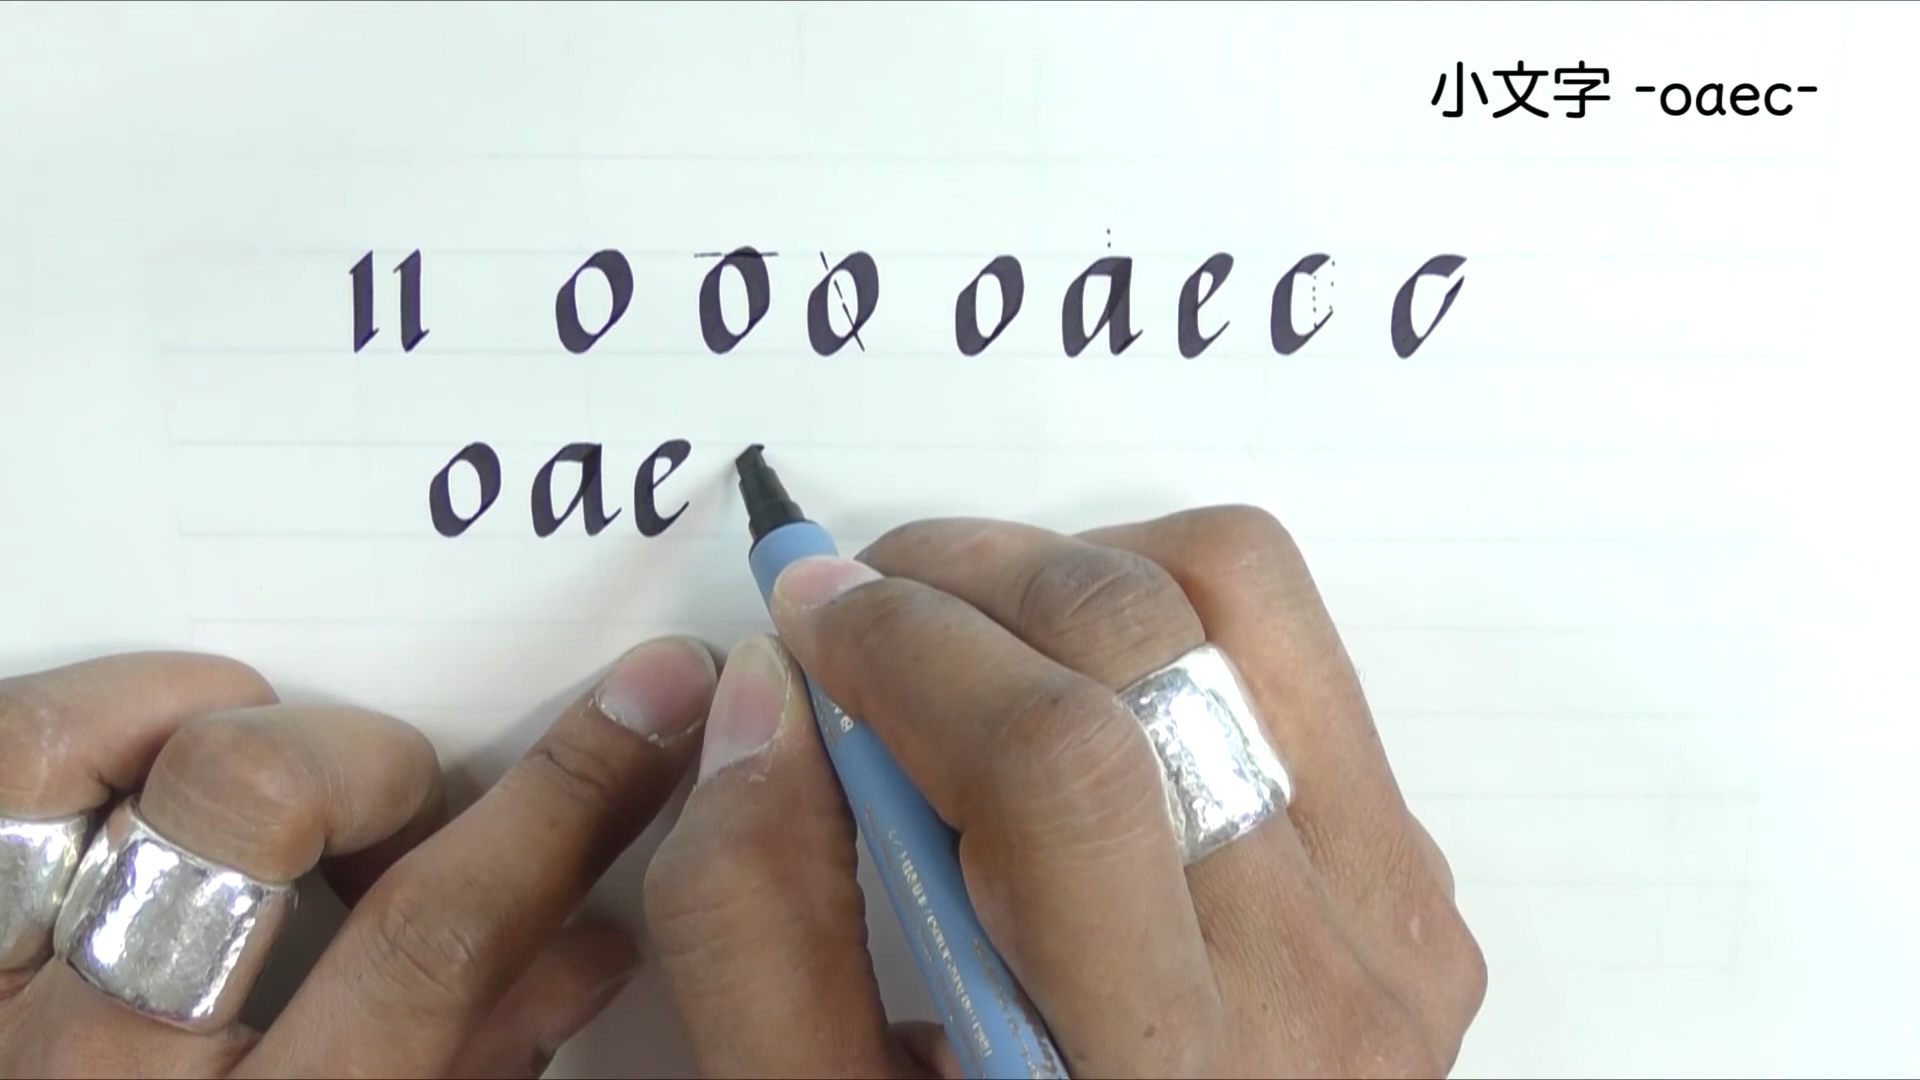 小文字 -oaec-
ıı o o o o a e c c
o a e